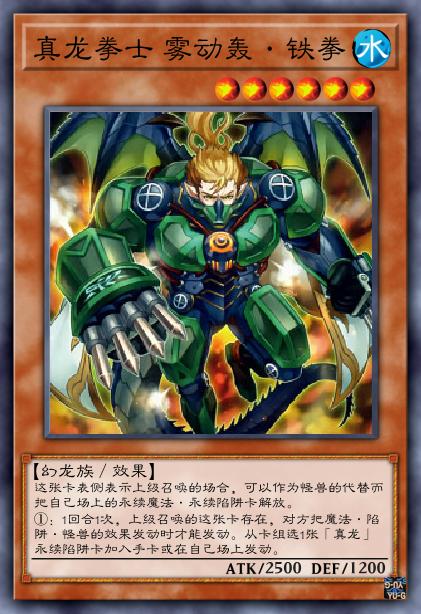 真龙拳士 雾动轰·铁拳
水
【幻龙族／效果】
这张卡表侧表示上级召唤的场合，可以作为怪兽的代替而
把自己场上的永续魔法·永续陷阱卡解放。
①：1回合1次，上级召唤的这张卡存在，对方把魔法·陷
阱·怪兽的效果发动时才能发动。从卡组选1张「真龙」
永续陷阱卡加入手卡或在自己场上发动。
ATK/2500 DEF/1200